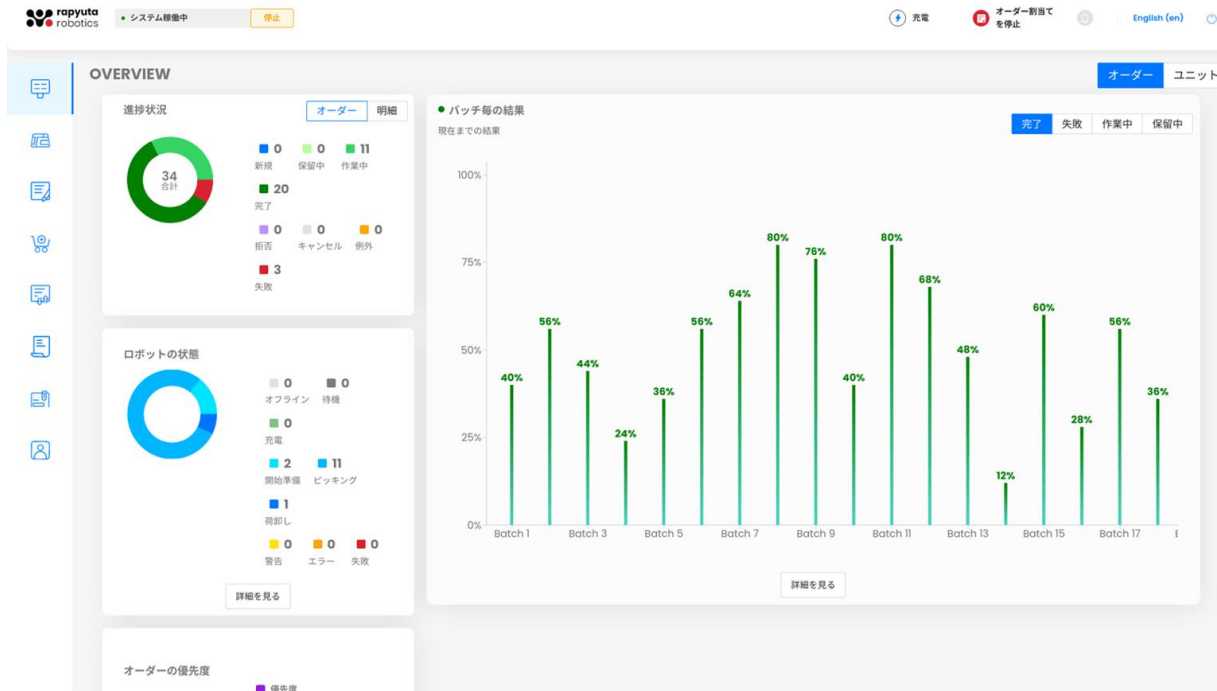 rapyuta
robotics
システム稼働中
停止
充電
オーダー割当て
を停止
English (en)
OVERVIEW
オーダー
ユニット
進捗状況
オーダー
明細
34
合計
0
新規
0
保留中
11
作業中
20
完了
0
拒否
0
キャンセル
0
例外
3
失敗
ロボットの状態
0
オフライン
0
待機
0
充電
2
開始準備
11
ピッキング
1
荷卸し
0
警告
0
エラー
0
失敗
詳細を見る
オーダーの優先度
優先度
バッチ毎の結果
現在までの結果
完了
失敗
作業中
保留中
100%
75%
50%
25%
0%
40%
56%
44%
24%
36%
56%
64%
80%
76%
40%
80%
68%
48%
12%
60%
28%
56%
36%
Batch 1
Batch 3
Batch 5
Batch 7
Batch 9
Batch 11
Batch 13
Batch 15
Batch 17
詳細を見る